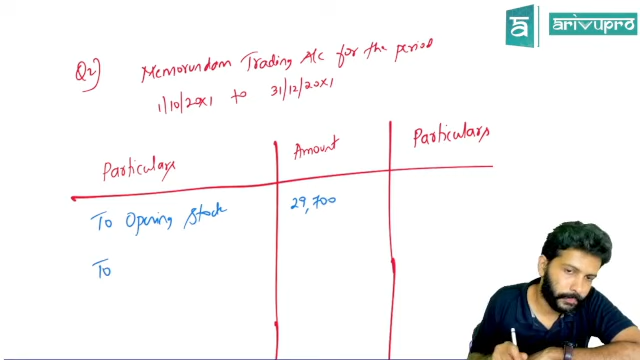 arivupro
Q2) Memorundam Trading A/c for the period
1/10/20X1 to 31/12/20X1
Particulars Amount Particulars
To Opening Stock 29,700
To